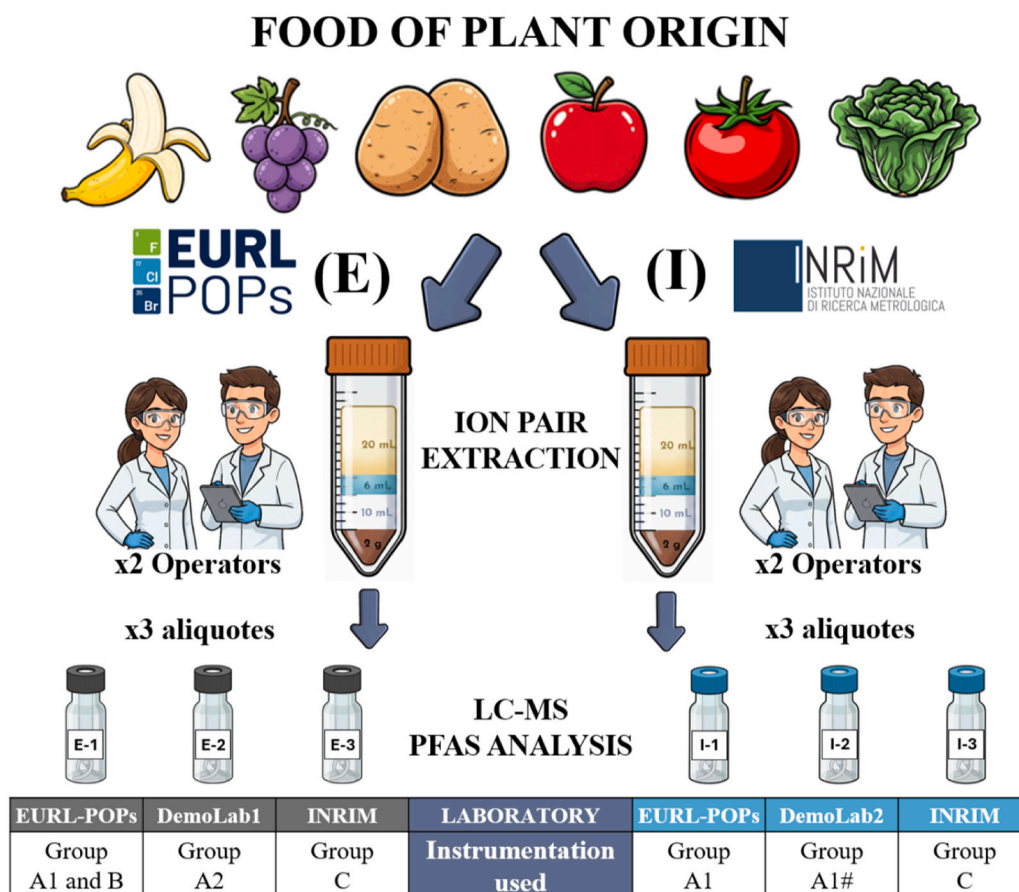 FOOD OF PLANT ORIGIN
9
F
17
Cl
35
Br
EURL
POPs
(E)
(I)
INRiM
ISTITUTO NAZIONALE
DI RICERCA METROLOGICA
20 mL
6 mL
10 mL
2 g
ION PAIR
EXTRACTION
20 mL
6 mL
10 mL
2 g
x2 Operators
x2 Operators
x3 aliquotes
x3 aliquotes
E-1
E-2
E-3
LC-MS
PFAS ANALYSIS
I-1
I-2
I-3
EURL-POPs DemoLab1 INRIM LABORATORY EURL-POPs DemoLab2 INRIM
Group Group Group Instrumentation Group Group Group
A1 and B A2 C used A1 A1# C